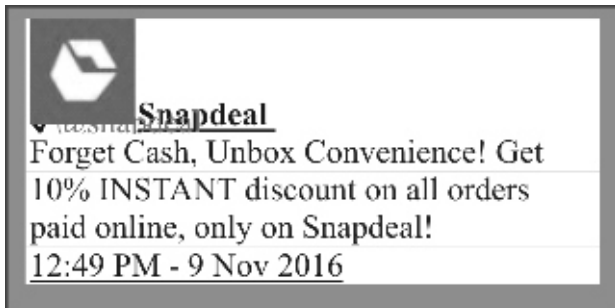 Snapdeal
Forget Cash, Unbox Convenience! Get
10% INSTANT discount on all orders
paid online, only on Snapdeal!
12:49 PM - 9 Nov 2016